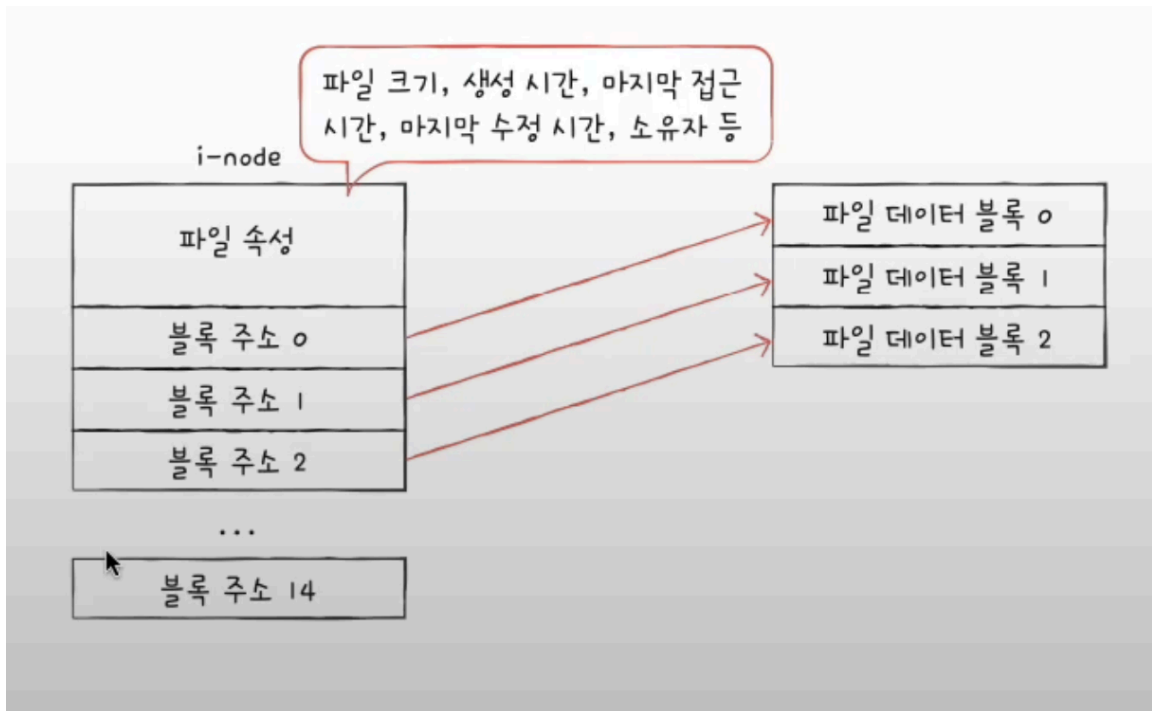 파일 크기, 생성 시간, 마지막 접근
시간, 마지막 수정 시간, 소유자 등
i-node
파일 속성
블록 주소 0
블록 주소 1
블록 주소 2
...
블록 주소 14
파일 데이터 블록 0
파일 데이터 블록 1
파일 데이터 블록 2